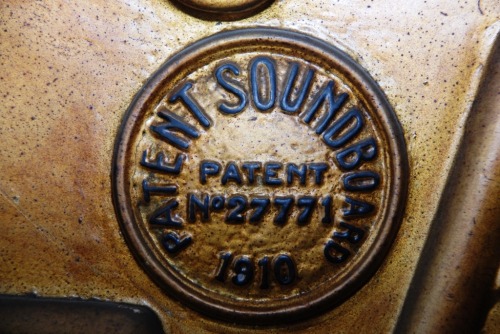 PATENT SOUNDBOARD
PATENT
No 27771
1910